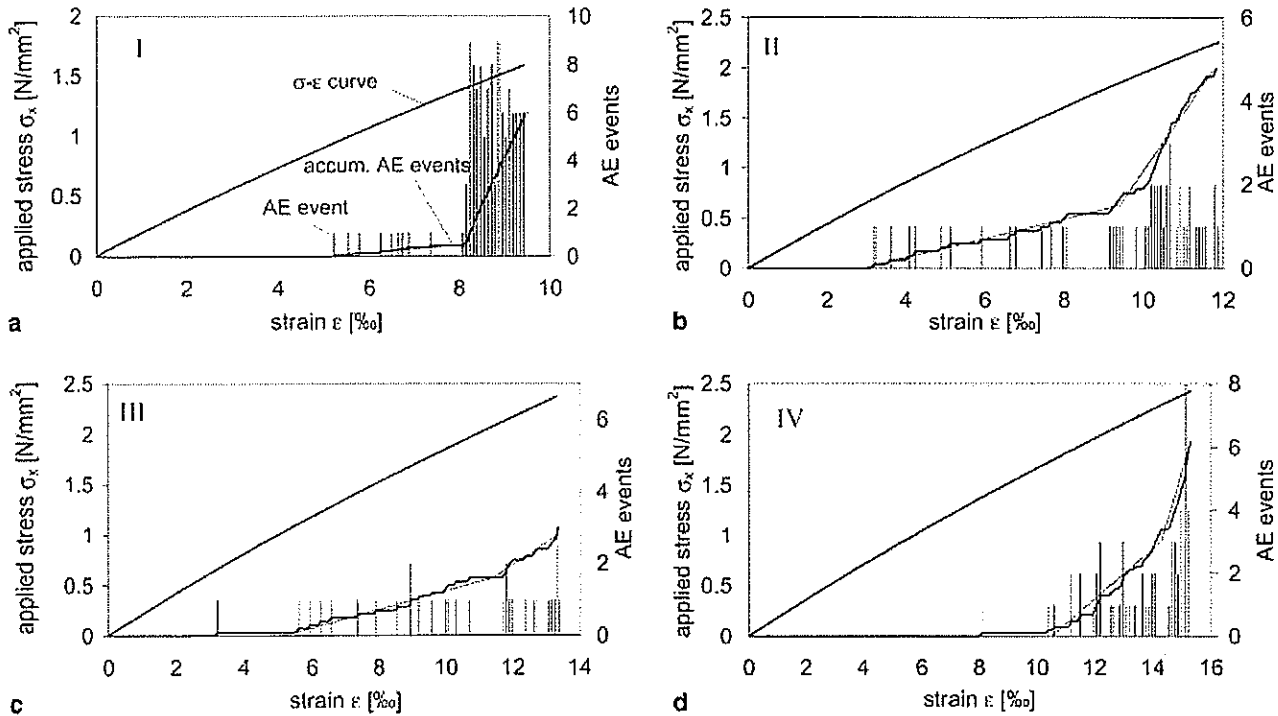 I
applied stress σx [N/mm²]
2
1.5
1
0.5
0
10
8
6
4
2
0
AE events
σ-ε curve
accum. AE events
AE event
0 2 4 6 8 10
strain ε [‰]
a
II
applied stress σx [N/mm²]
2.5
2
1.5
1
0.5
0
6
4
2
0
AE events
0 2 4 6 8 10 12
strain ε [‰]
b
III
applied stress σx [N/mm²]
2.5
2
1.5
1
0.5
0
6
4
2
0
AE events
0 2 4 6 8 10 12 14
strain ε [‰]
c
IV
applied stress σx [N/mm²]
2.5
2
1.5
1
0.5
0
8
6
4
2
0
AE events
0 2 4 6 8 10 12 14 16
strain ε [‰]
d